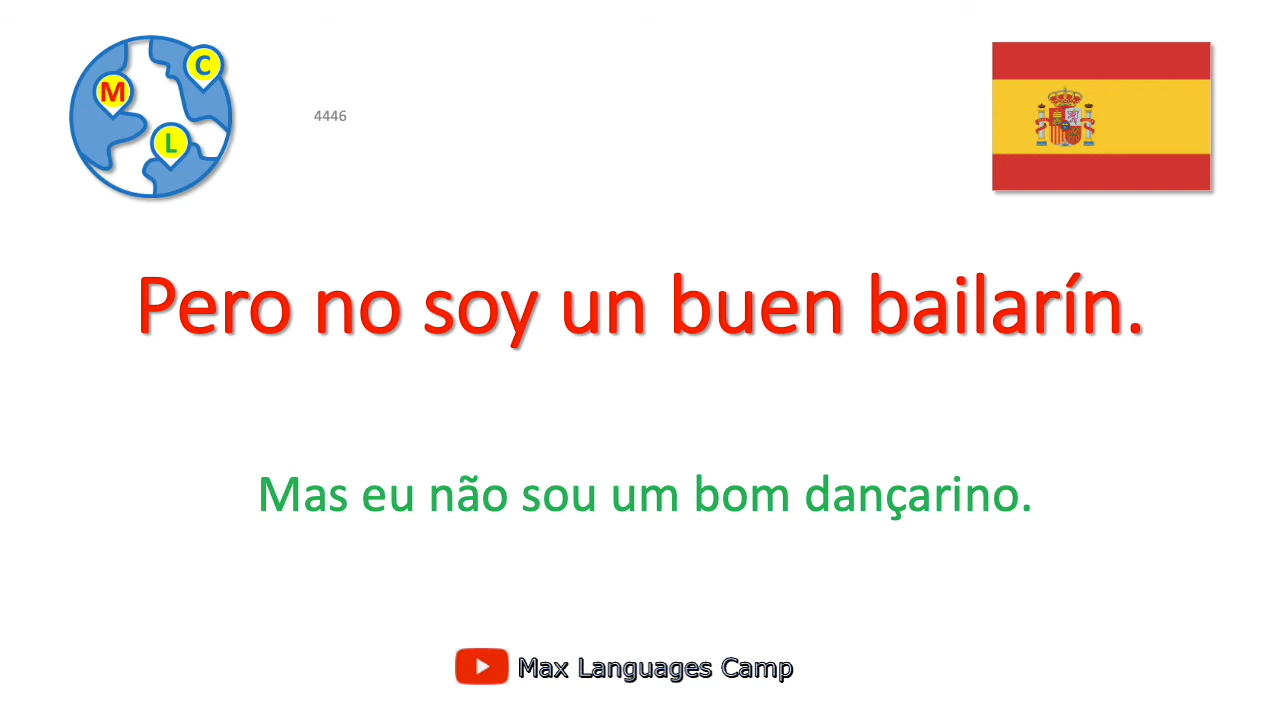 M
C
L
4446
Pero no soy un buen bailarín.
Mas eu não sou um bom dançarino.
Max Languages Camp